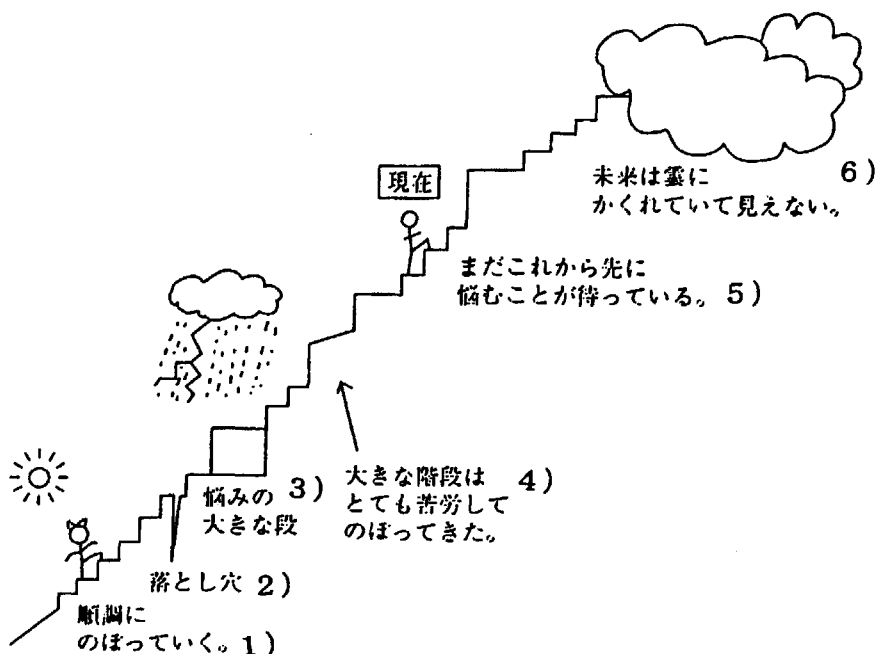 現在
未来は雲に 6)
かくれていて見えない。
まだこれから先に
悩むことが待っている。 5)
大きな階段は 4)
とても苦労して
のぼってきた。
悩みの 3)
大きな段
落とし穴 2)
順調に
のぼっていく。 1)